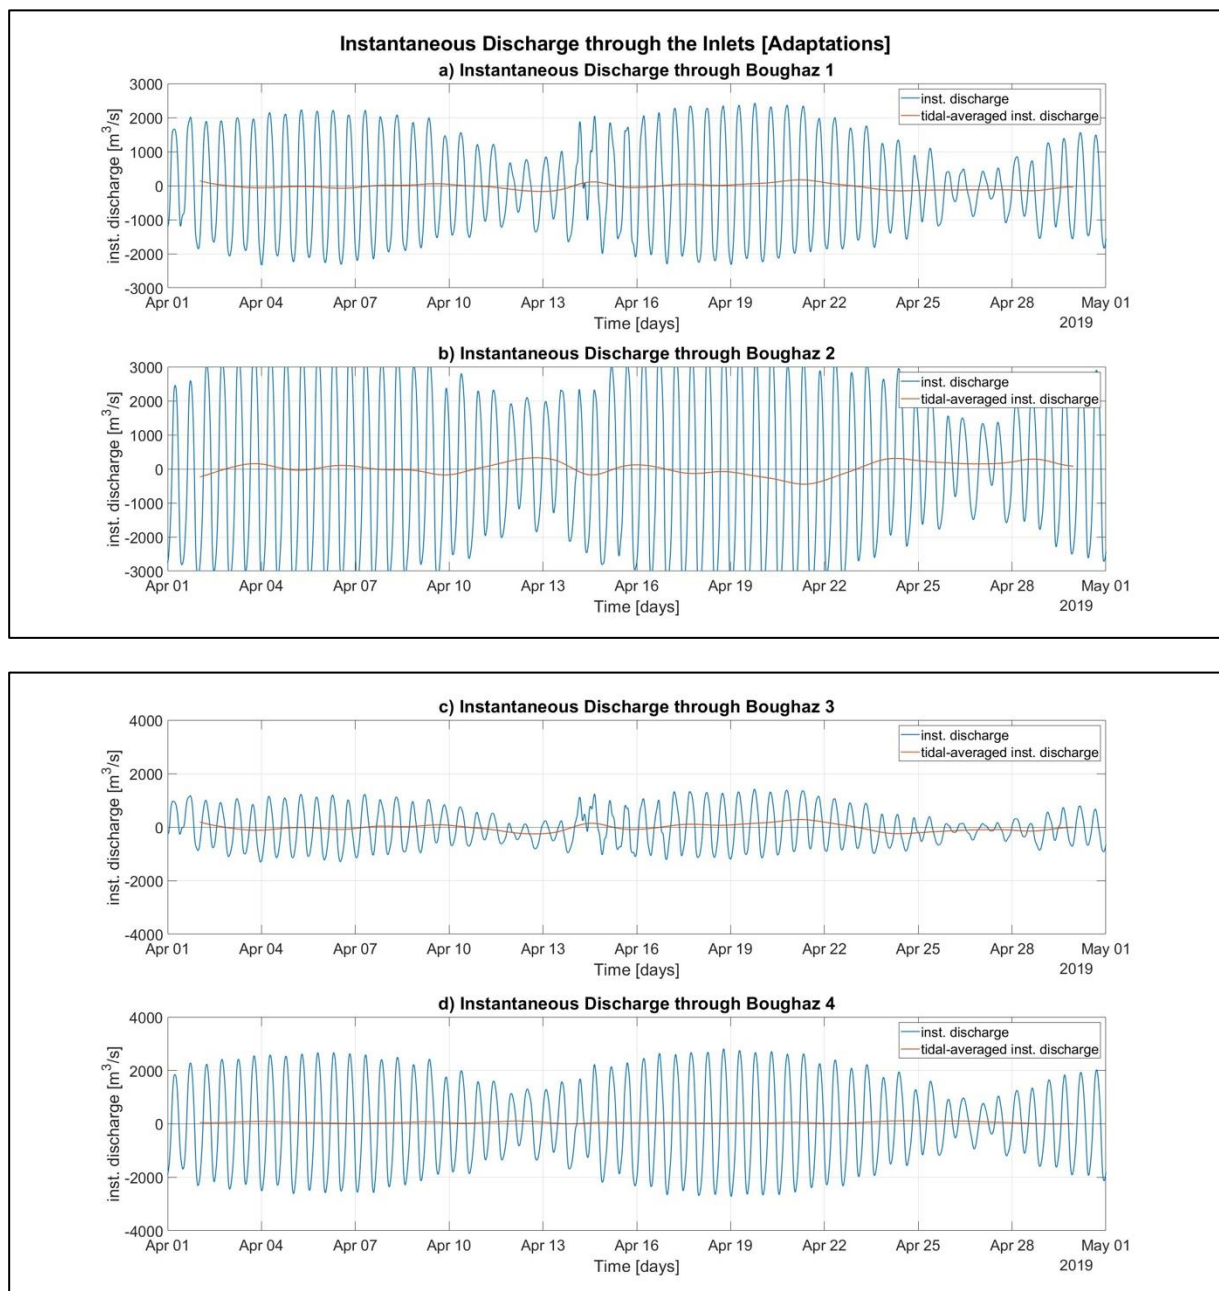 Instantaneous Discharge through the Inlets [Adaptations]
a) Instantaneous Discharge through Boughaz 1
inst. discharge [m³/s]
3000
2000
1000
0
-1000
-2000
-3000
inst. discharge
tidal-averaged inst. discharge
Apr 01 Apr 04 Apr 07 Apr 10 Apr 13 Apr 16 Apr 19 Apr 22 Apr 25 Apr 28 May 01
Time [days]
2019
b) Instantaneous Discharge through Boughaz 2
inst. discharge [m³/s]
3000
2000
1000
0
-1000
-2000
-3000
inst. discharge
tidal-averaged inst. discharge
Apr 01 Apr 04 Apr 07 Apr 10 Apr 13 Apr 16 Apr 19 Apr 22 Apr 25 Apr 28 May 01
Time [days]
2019
c) Instantaneous Discharge through Boughaz 3
inst. discharge [m³/s]
4000
2000
0
-2000
-4000
inst. discharge
tidal-averaged inst. discharge
Apr 01 Apr 04 Apr 07 Apr 10 Apr 13 Apr 16 Apr 19 Apr 22 Apr 25 Apr 28 May 01
Time [days]
2019
d) Instantaneous Discharge through Boughaz 4
inst. discharge [m³/s]
4000
2000
0
-2000
-4000
inst. discharge
tidal-averaged inst. discharge
Apr 01 Apr 04 Apr 07 Apr 10 Apr 13 Apr 16 Apr 19 Apr 22 Apr 25 Apr 28 May 01
Time [days]
2019